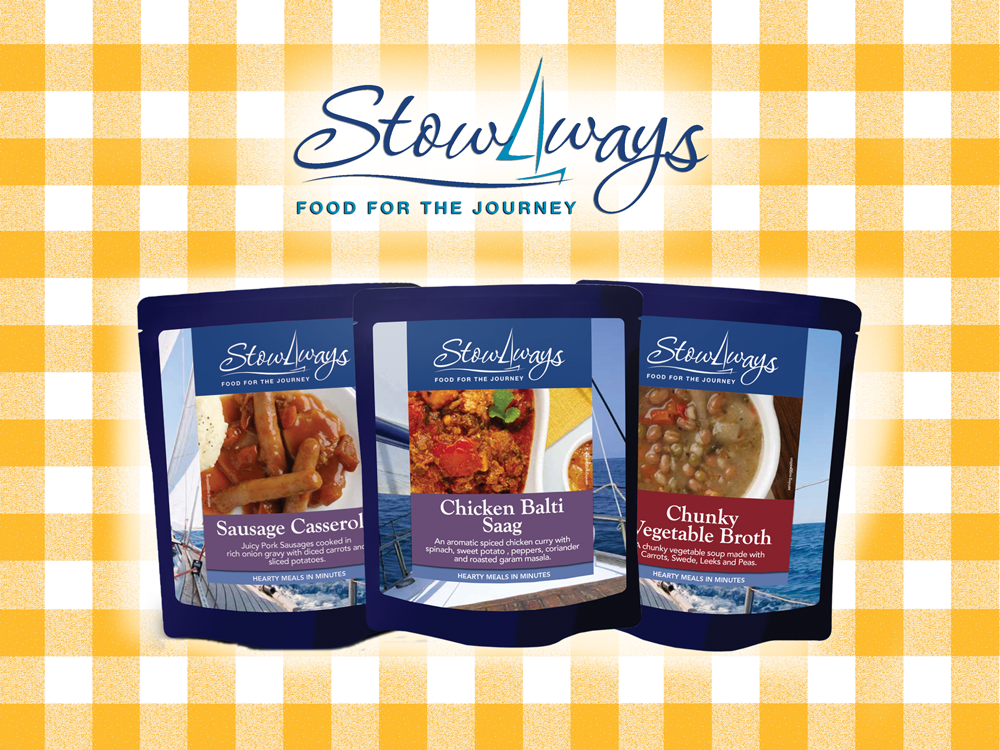 StowAways
FOOD FOR THE JOURNEY
StowAways
FOOD FOR THE JOURNEY
Sausage Casserol
Juicy Pork Sausages cooked in
rich onion gravy with diced carrots and
sliced potatoes.
HEARTY MEALS IN MINUTES
StowAways
FOOD FOR THE JOURNEY
Chicken Balti
Saag
An aromatic spiced chicken curry with
spinach, sweet potato , peppers, coriander
and roasted garam masala.
HEARTY MEALS IN MINUTES
StowAways
FOOD FOR THE JOURNEY
Chunky
Vegetable Broth
A chunky vegetable soup made with
Carrots, Swede, Leeks and Peas.
HEARTY MEALS IN MINUTES